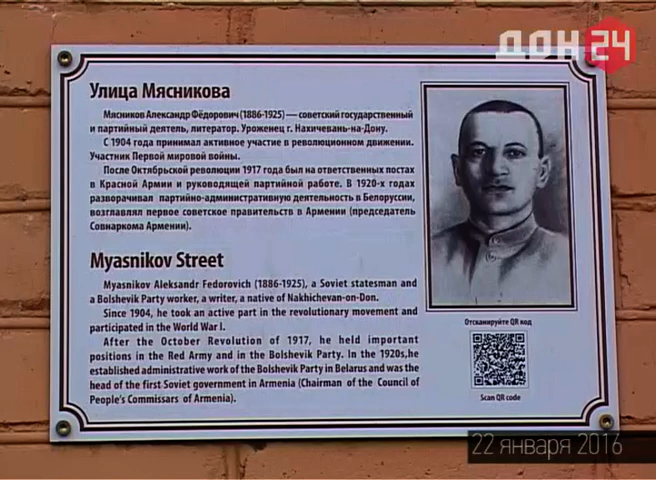 ДОН 24
Улица Мясникова
Мясников Александр Фёдорович (1886-1925) — советский государственный
и партийный деятель, литератор. Уроженец г. Нахичевань-на-Дону.
С 1904 года принимал активное участие в революционном движении.
Участник Первой мировой войны.
После Октябрьской революции 1917 года был на ответственных постах
в Красной Армии и руководящей партийной работе. В 1920-х годах
разворачивал партийно-административную деятельность в Белоруссии,
возглавлял первое советское правительств в Армении (председатель
Совнаркома Армении).
Myasnikov Street
Myasnikov Aleksandr Fedorovich (1886-1925), a Soviet statesman and
a Bolshevik Party worker, a writer, a native of Nakhichevan-on-Don.
Since 1904, he took an active part in the revolutionary movement and
participated in the World War I.
After the October Revolution of 1917, he held important
positions in the Red Army and in the Bolshevik Party. In the 1920s,he
established administrative work of the Bolshevik Party in Belarus and was the
head of the first Soviet government in Armenia (Chairman of the Council of
People's Commissars of Armenia).
Отсканируйте QR код
Scan QR code
22 января 2016